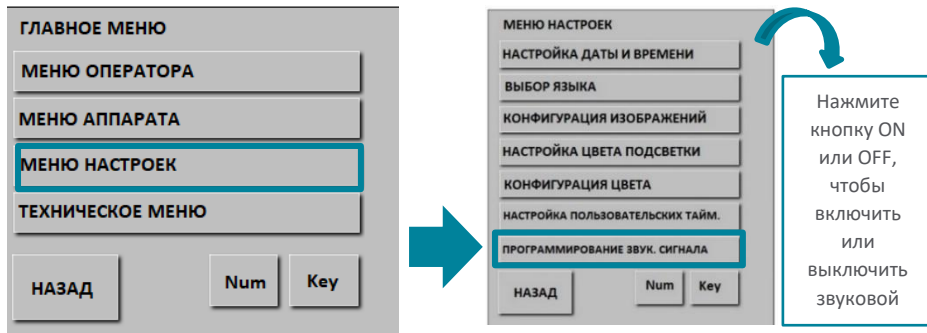 ГЛАВНОЕ МЕНЮ
МЕНЮ ОПЕРАТОРА
МЕНЮ АППАРАТА
МЕНЮ НАСТРОЕК
ТЕХНИЧЕСКОЕ МЕНЮ
НАЗАД
Num
Key
МЕНЮ НАСТРОЕК
НАСТРОЙКА ДАТЫ И ВРЕМЕНИ
ВЫБОР ЯЗЫКА
КОНФИГУРАЦИЯ ИЗОБРАЖЕНИЙ
НАСТРОЙКА ЦВЕТА ПОДСВЕТКИ
КОНФИГУРАЦИЯ ЦВЕТА
НАСТРОЙКА ПОЛЬЗОВАТЕЛЬСКИХ ТАЙМ.
ПРОГРАММИРОВАНИЕ ЗВУК. СИГНАЛА
НАЗАД
Num
Key
Нажмите
кнопку ON
или OFF,
чтобы
включить
или
выключить
звуковой